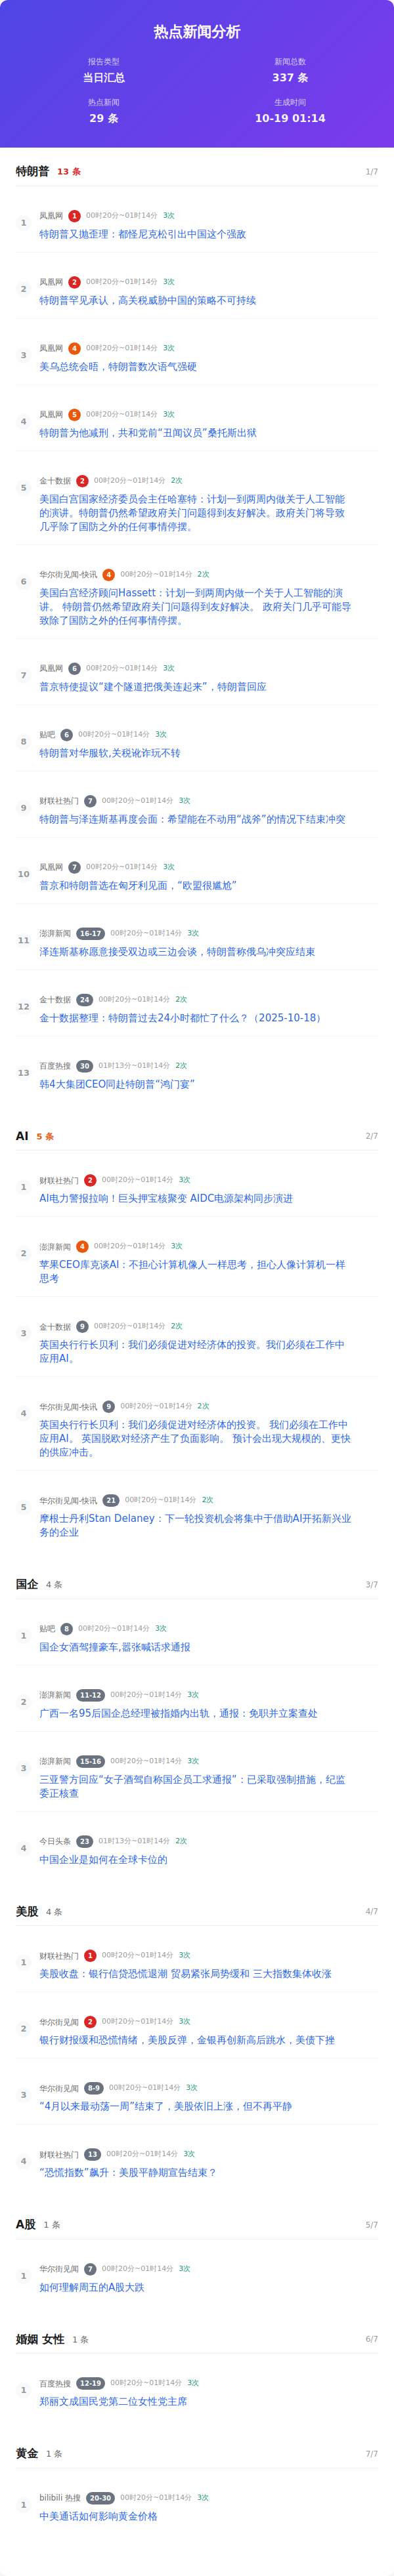 热点新闻分析
报告类型
当日汇总
新闻总数
337 条
热点新闻
29 条
生成时间
10-19 01:14
特朗普 13 条 1/7
1
凤凰网 1 00时20分~01时14分 3次
特朗普又抛歪理：都怪尼克松引出中国这个强敌
2
凤凰网 2 00时20分~01时14分 3次
特朗普罕见承认，高关税威胁中国的策略不可持续
3
凤凰网 4 00时20分~01时14分 3次
美乌总统会晤，特朗普数次语气强硬
4
凤凰网 5 00时20分~01时14分 3次
特朗普为他减刑，共和党前“丑闻议员”桑托斯出狱
5
金十数据 2 00时20分~01时14分 2次
美国白宫国家经济委员会主任哈塞特：计划一到两周内做关于人工智能
的演讲。特朗普仍然希望政府关门问题得到友好解决。政府关门将导致
几乎除了国防之外的任何事情停摆。
6
华尔街见闻-快讯 4 00时20分~01时14分 2次
美国白宫经济顾问Hassett：计划一到两周内做一个关于人工智能的演
讲。 特朗普仍然希望政府关门问题得到友好解决。 政府关门几乎可能导
致除了国防之外的任何事情停摆。
7
凤凰网 6 00时20分~01时14分 3次
普京特使提议“建个隧道把俄美连起来”，特朗普回应
8
贴吧 6 00时20分~01时14分 3次
特朗普对华服软,关税讹诈玩不转
9
财联社热门 7 00时20分~01时14分 3次
特朗普与泽连斯基再度会面：希望能在不动用“战斧”的情况下结束冲突
10
凤凰网 7 00时20分~01时14分 3次
普京和特朗普选在匈牙利见面，“欧盟很尴尬”
11
澎湃新闻 16-17 00时20分~01时14分 3次
泽连斯基称愿意接受双边或三边会谈，特朗普称俄乌冲突应结束
12
金十数据 24 00时20分~01时14分 2次
金十数据整理：特朗普过去24小时都忙了什么？（2025-10-18）
13
百度热搜 30 01时13分~01时14分 2次
韩4大集团CEO同赴特朗普“鸿门宴”
AI 5 条 2/7
1
财联社热门 2 00时20分~01时14分 3次
AI电力警报拉响！巨头押宝核聚变 AIDC电源架构同步演进
2
澎湃新闻 4 00时20分~01时14分 3次
苹果CEO库克谈AI：不担心计算机像人一样思考，担心人像计算机一样
思考
3
金十数据 9 00时20分~01时14分 2次
英国央行行长贝利：我们必须促进对经济体的投资。我们必须在工作中
应用AI。
4
华尔街见闻-快讯 9 00时20分~01时14分 2次
英国央行行长贝利：我们必须促进对经济体的投资。 我们必须在工作中
应用AI。 英国脱欧对经济产生了负面影响。 预计会出现大规模的、更快
的供应冲击。
5
华尔街见闻-快讯 21 00时20分~01时14分 2次
摩根士丹利Stan Delaney：下一轮投资机会将集中于借助AI开拓新兴业
务的企业
国企 4 条 3/7
1
贴吧 8 00时20分~01时14分 3次
国企女酒驾撞豪车,嚣张喊话求通报
2
澎湃新闻 11-12 00时20分~01时14分 3次
广西一名95后国企总经理被指婚内出轨，通报：免职并立案查处
3
澎湃新闻 15-16 00时20分~01时14分 3次
三亚警方回应“女子酒驾自称国企员工求通报”：已采取强制措施，纪监
委正核查
4
今日头条 23 01时13分~01时14分 2次
中国企业是如何在全球卡位的
美股 4 条 4/7
1
财联社热门 1 00时20分~01时14分 3次
美股收盘：银行信贷恐慌退潮 贸易紧张局势缓和 三大指数集体收涨
2
华尔街见闻 2 00时20分~01时14分 3次
银行财报缓和恐慌情绪，美股反弹，金银再创新高后跳水，美债下挫
3
华尔街见闻 8-9 00时20分~01时14分 3次
“4月以来最动荡一周”结束了，美股依旧上涨，但不再平静
4
财联社热门 13 00时20分~01时14分 3次
“恐慌指数”飙升：美股平静期宣告结束？
A股 1 条 5/7
1
华尔街见闻 7 00时20分~01时14分 3次
如何理解周五的A股大跌
婚姻 女性 1 条 6/7
1
百度热搜 12-19 00时20分~01时14分 3次
郑丽文成国民党第二位女性党主席
黄金 1 条 7/7
1
bilibili 热搜 20-30 00时20分~01时14分 3次
中美通话如何影响黄金价格